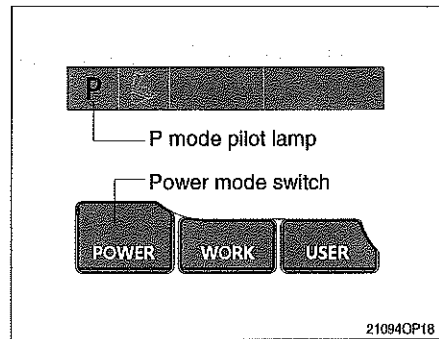 P
P mode pilot lamp
Power mode switch
POWER WORK USER
21094OP18